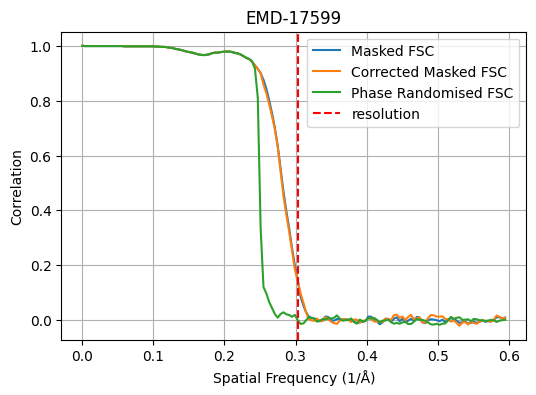 EMD-17599
Masked FSC
Corrected Masked FSC
Phase Randomised FSC
resolution
Correlation
1.0
0.8
0.6
0.4
0.2
0.0
0.0 0.1 0.2 0.3 0.4 0.5 0.6
Spatial Frequency (1/Å)